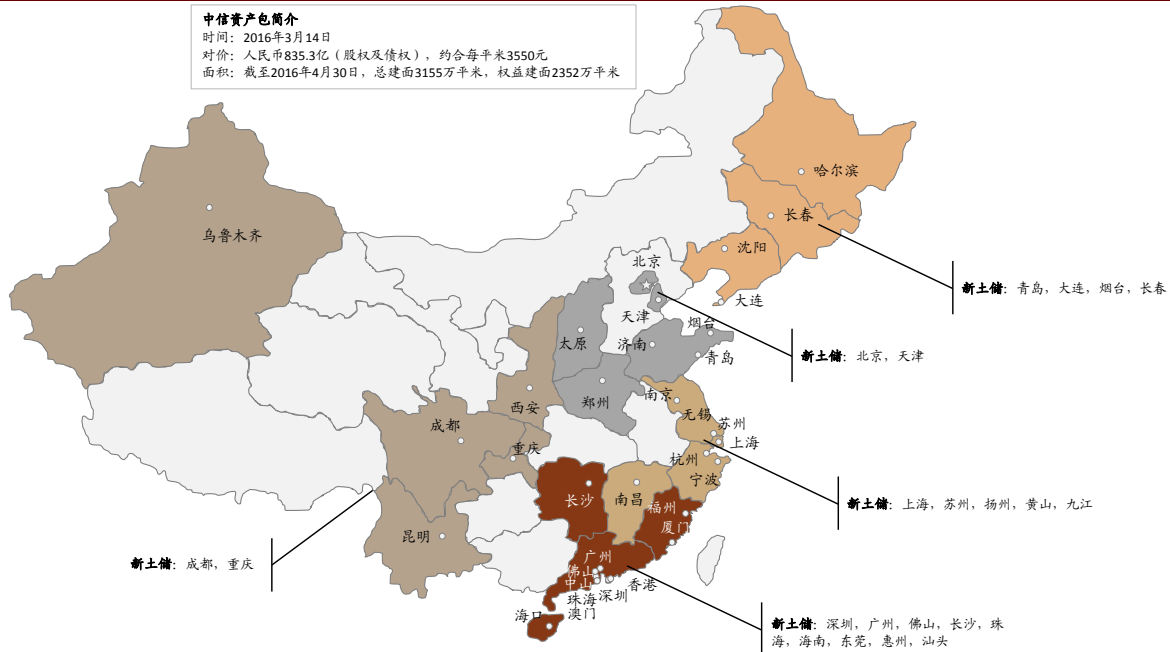 中信资产包简介
时间：2016年3月14日
对价：人民币835.3亿（股权及债权），约合每平米3550元
面积：截至2016年4月30日，总建面3155万平米，权益建面2352万平米
哈尔滨
长春
乌鲁木齐
沈阳
北京
新土储：青岛，大连，烟台，长春
大连
天津
烟台
太原
济南
青岛
新土储：北京，天津
南京
郑州
西安
无锡
成都
苏州
上海
重庆
杭州
宁波
长沙
南昌
新土储：上海，苏州，扬州，黄山，九江
福州
厦门
昆明
广州
新土储：成都，重庆
佛山
中山
香港
深圳
珠海
澳门
海口
新土储：深圳，广州，佛山，长沙，珠
海，海南，东莞，惠州，汕头